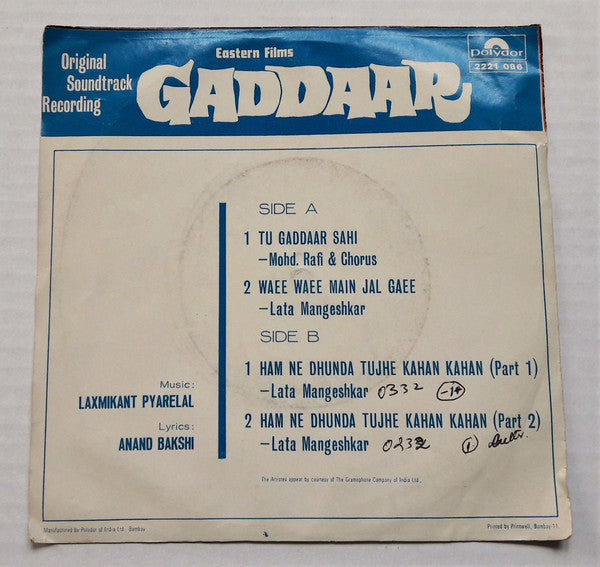 Eastern Films
Original
Soundtrack
Recording
GADDAAR
Polydor
2221 086
SIDE A
1 TU GADDAAR SAHI
–Mohd. Rafi & Chorus
2 WAEE WAEE MAIN JAL GAEE
–Lata Mangeshkar
SIDE B
1 HAM NE DHUNDA TUJHE KAHAN KAHAN (Part 1)
–Lata Mangeshkar 0332
2 HAM NE DHUNDA TUJHE KAHAN KAHAN (Part 2)
–Lata Mangeshkar 0232 1
Music:
LAXMIKANT PYARELAL
Lyrics:
ANAND BAKSHI
The Artistes appear by courtesy of The Gramophone Company of India Ltd.
Manufactured by Polydor of India Ltd., Bombay
Printed by Printwell, Bombay-11.